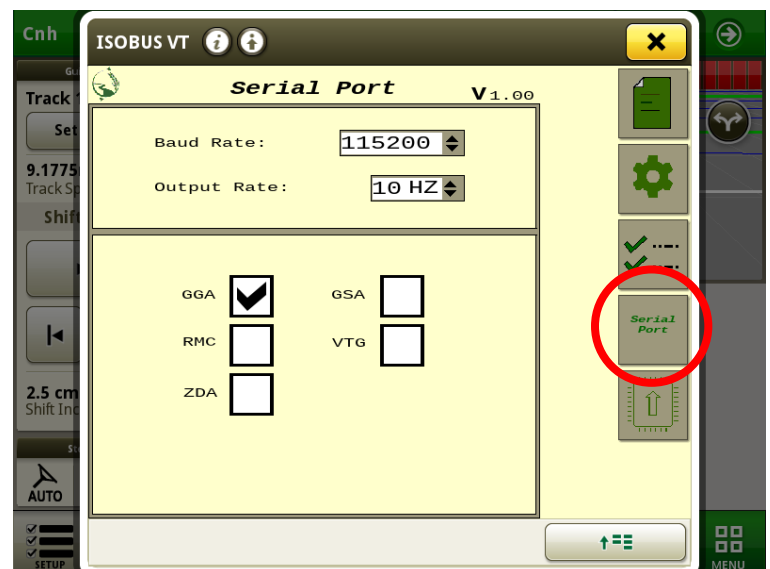 Cnh
ISOBUS VT
Serial Port V1.00
Track
Set
9.1775
Track Sp
Shift
Baud Rate: 115200
Output Rate: 10 HZ
GGA
GSA
RMC
VTG
ZDA
Serial
Port
2.5 cm
Shift Inc
AUTO
SETUP
MENU